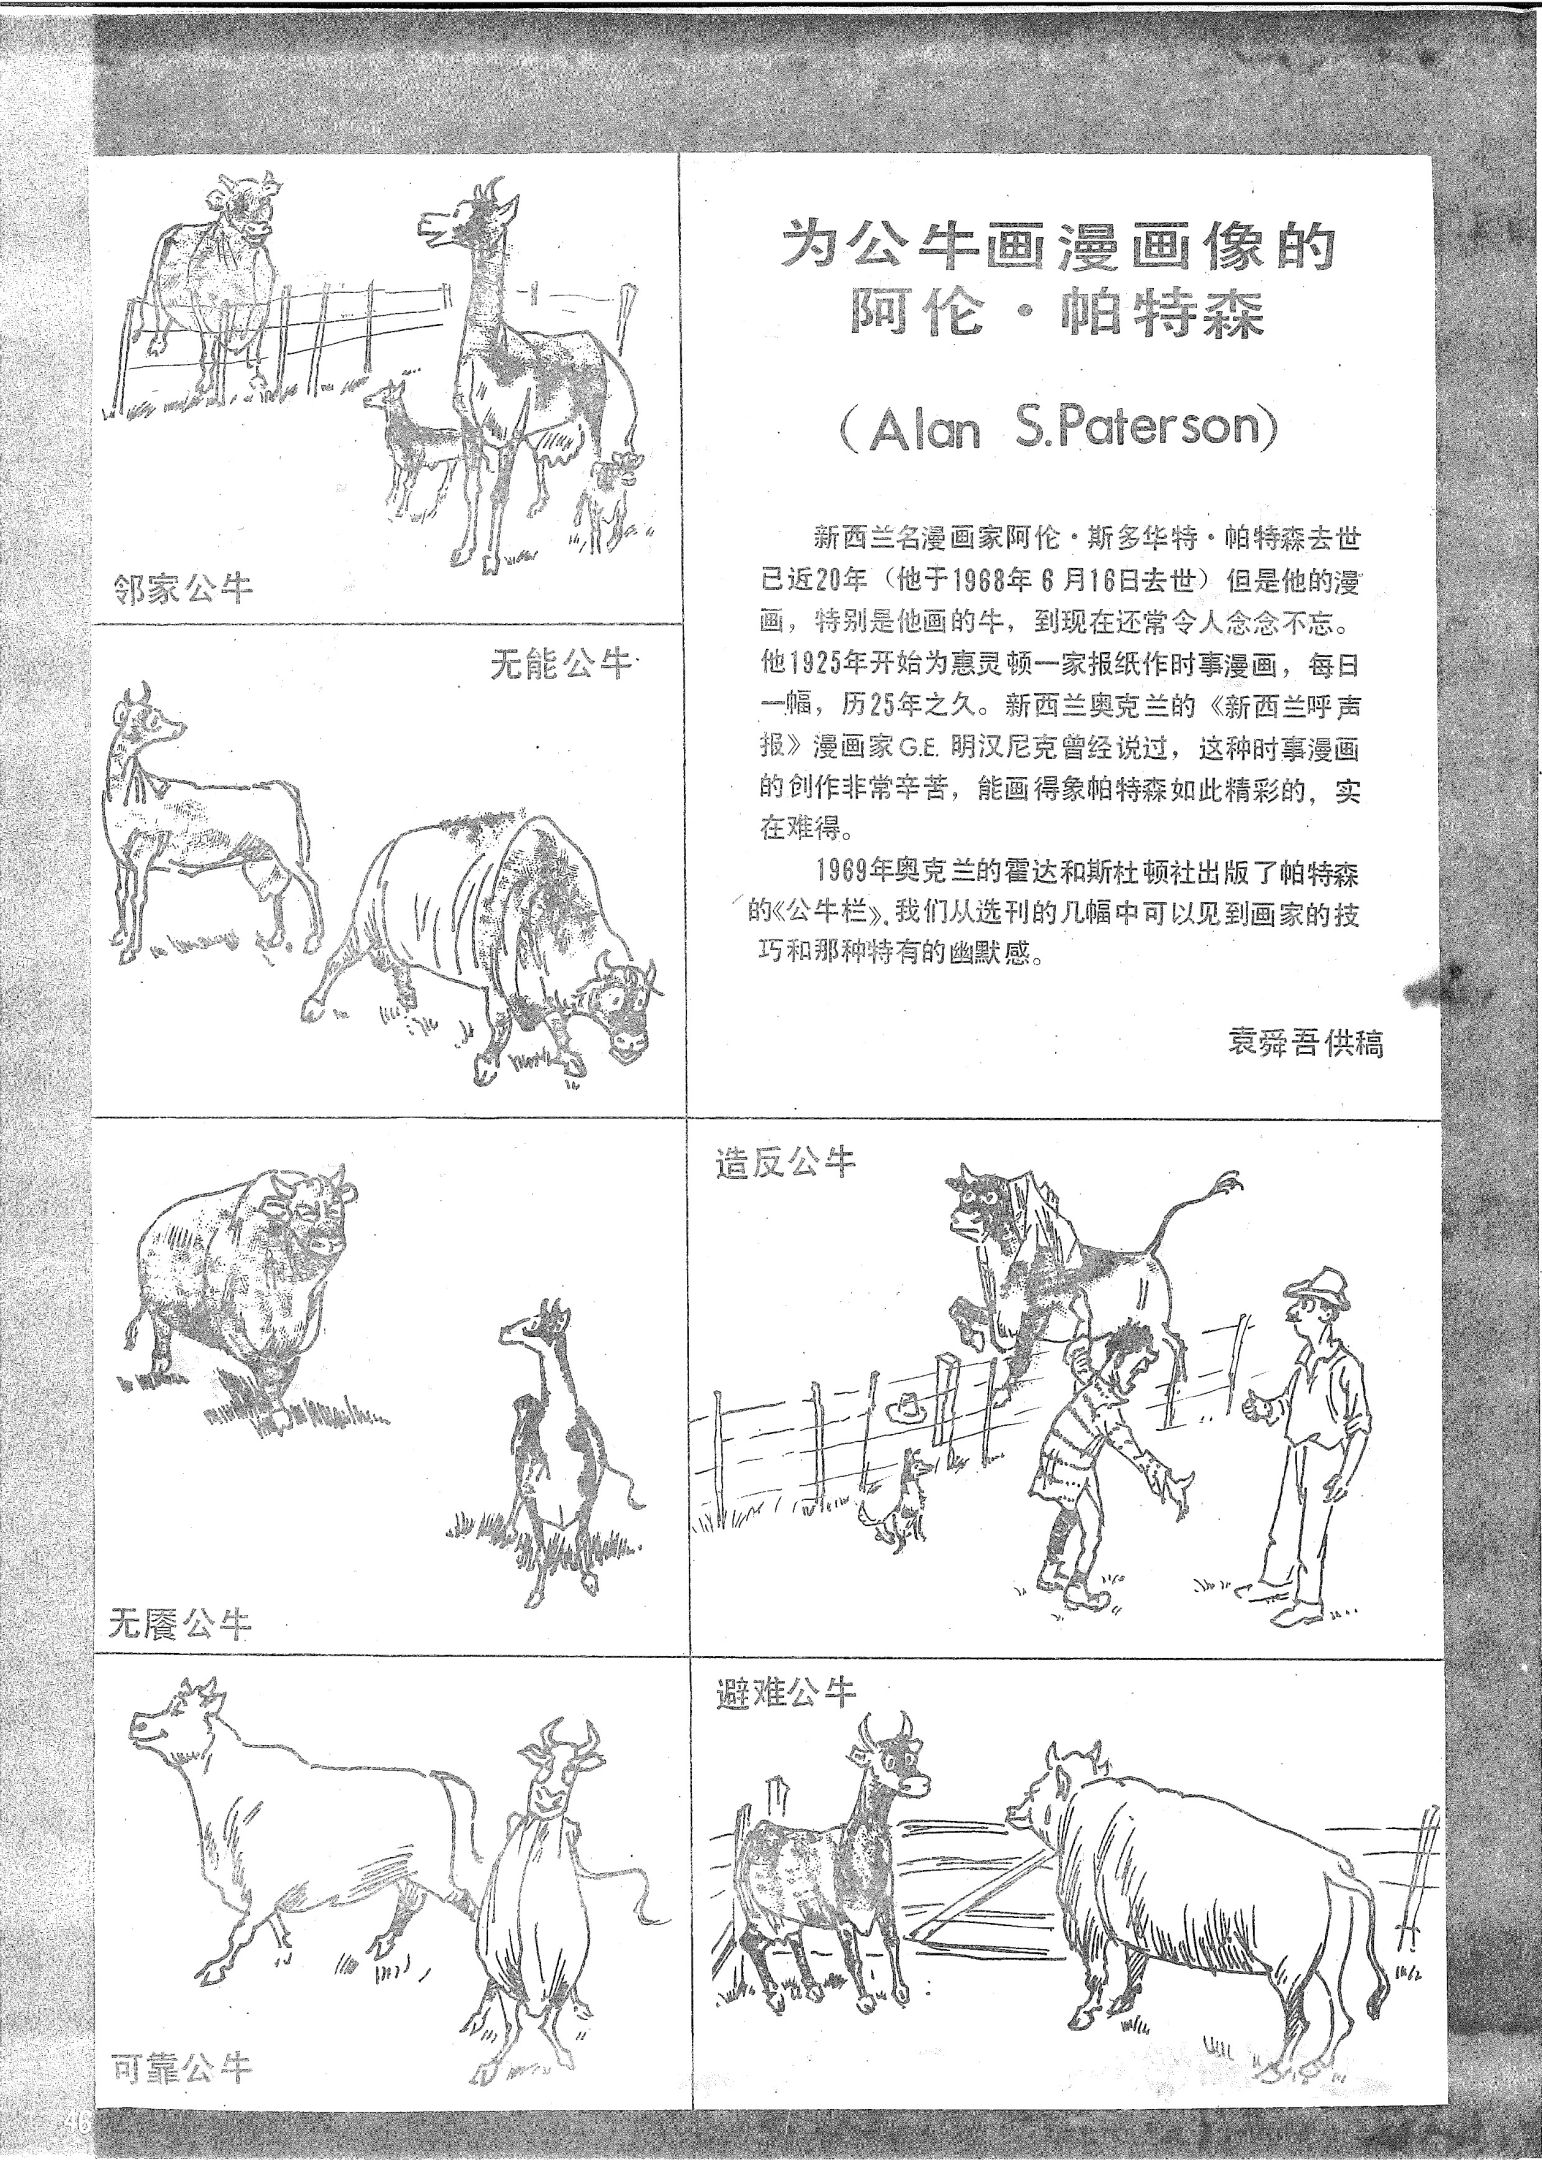 为公牛画漫画像的
阿伦·帕特森
(Alan S.Paterson)
新西兰名漫画家阿伦·斯多华特·帕特森去世
已近20年（他于1968年6月16日去世）但是他的漫
画，特别是他画的牛，到现在还常令人念念不忘。
他1925年开始为惠灵顿一家报纸作时事漫画，每日
一幅，历25年之久。新西兰奥克兰的《新西兰呼声
报》漫画家G.E.明汉尼克曾经说过，这种时事漫画
的创作非常辛苦，能画得象帕特森如此精彩的，实
在难得。
1969年奥克兰的霍达和斯杜顿社出版了帕特森
的《公牛栏》。我们从选刊的几幅中可以见到画家的技
巧和那种特有的幽默感。
袁舜吾供稿
邻家公牛
无能公牛
无餍公牛
造反公牛
可靠公牛
避难公牛
46